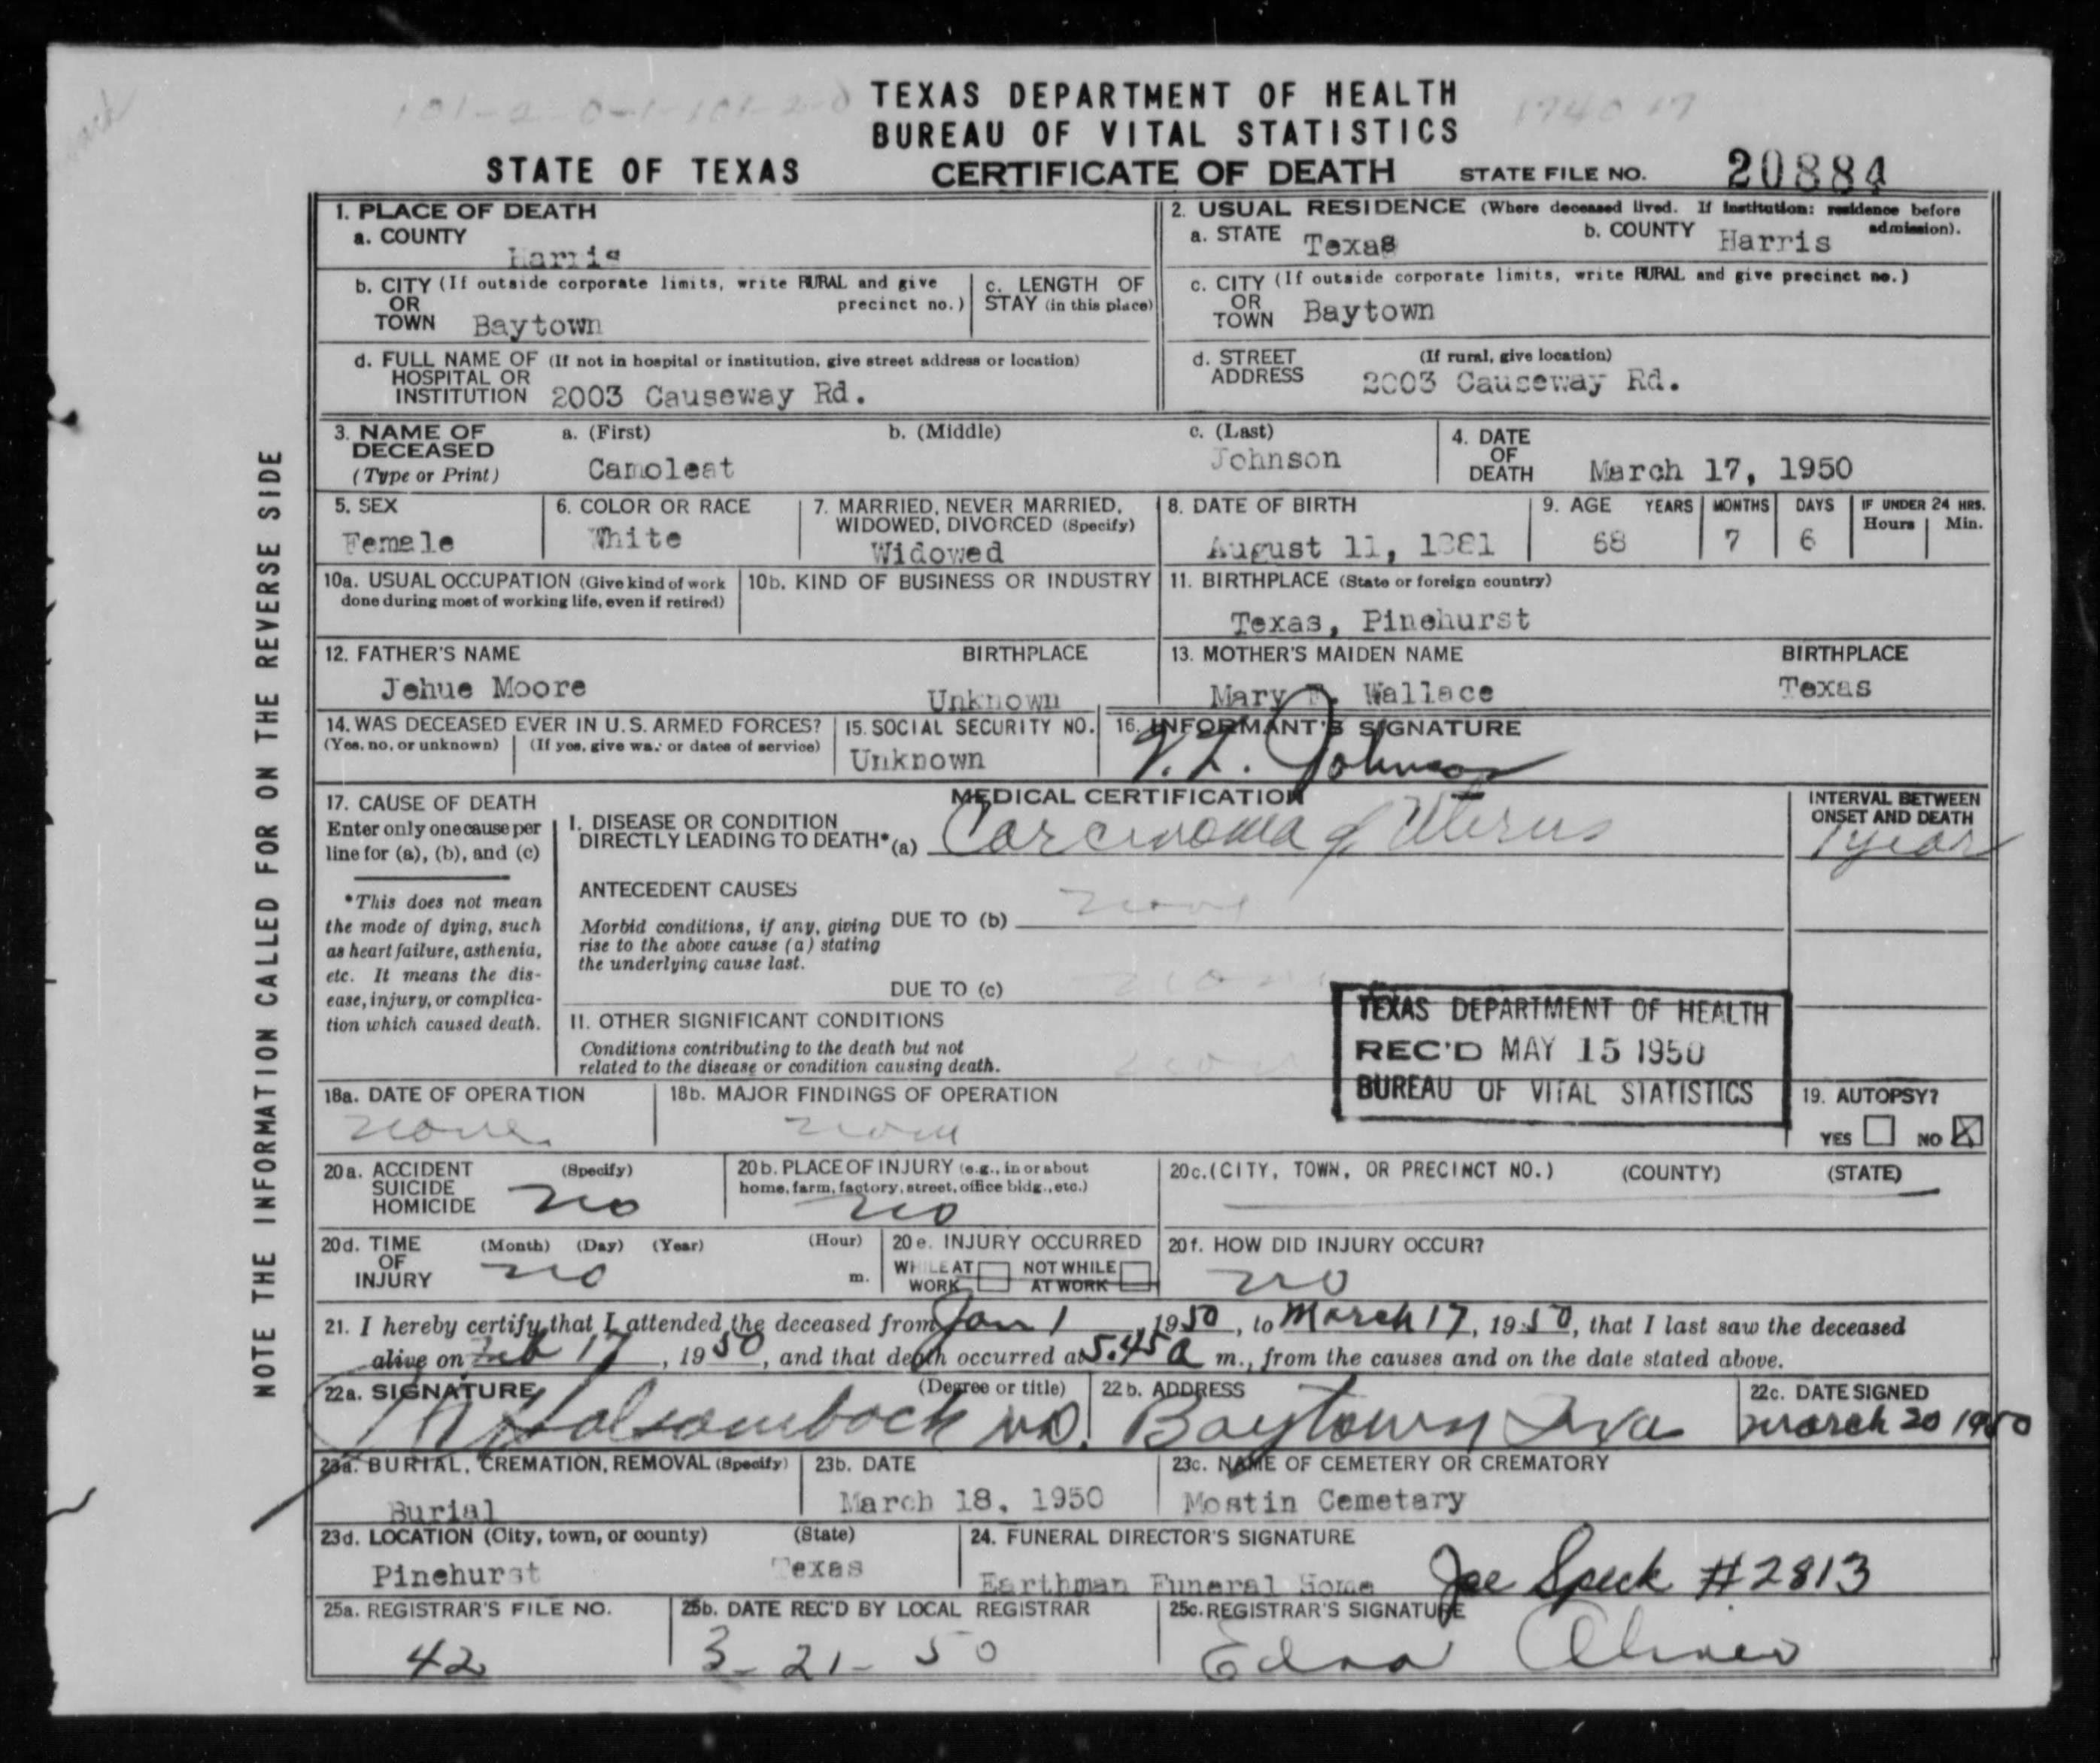 TEXAS DEPARTMENT OF HEALTH
BUREAU OF VITAL STATISTICS
STATE OF TEXAS CERTIFICATE OF DEATH STATE FILE NO. 20884
NOTE THE INFORMATION CALLED FOR ON THE REVERSE SIDE
1. PLACE OF DEATH
a. COUNTY
Harris
2. USUAL RESIDENCE (Where deceased lived. If institution: residence before admission).
a. STATE Texas b. COUNTY Harris
b. CITY (If outside corporate limits, write RURAL and give precinct no.)
OR
TOWN Baytown
c. LENGTH OF
STAY (in this place)
c. CITY (If outside corporate limits, write RURAL and give precinct no.)
OR
TOWN Baytown
d. FULL NAME OF (If not in hospital or institution, give street address or location)
HOSPITAL OR
INSTITUTION 2003 Causeway Rd.
d. STREET (If rural, give location)
ADDRESS 2003 Causeway Rd.
3. NAME OF DECEASED (Type or Print)
a. (First) b. (Middle) c. (Last)
Camoleat Johnson
4. DATE OF DEATH March 17, 1950
5. SEX
Female
6. COLOR OR RACE
White
7. MARRIED, NEVER MARRIED,
WIDOWED, DIVORCED (Specify)
Widowed
8. DATE OF BIRTH
August 11, 1881
9. AGE YEARS MONTHS DAYS IF UNDER 24 HRS.
Hours Min.
68 7 6
10a. USUAL OCCUPATION (Give kind of work
done during most of working life, even if retired)
10b. KIND OF BUSINESS OR INDUSTRY
11. BIRTHPLACE (State or foreign country)
Texas, Pinehurst
12. FATHER'S NAME BIRTHPLACE
Jehue Moore Unknown
13. MOTHER'S MAIDEN NAME BIRTHPLACE
Mary Wallace Texas
14. WAS DECEASED EVER IN U.S. ARMED FORCES?
(Yes, no, or unknown) (If yes, give war or dates of service)
15. SOCIAL SECURITY NO.
Unknown
16. INFORMANT'S SIGNATURE
V. L. Johnson
17. CAUSE OF DEATH
Enter only one cause per
line for (a), (b), and (c)
*This does not mean
the mode of dying, such
as heart failure, asthenia,
etc. It means the dis-
ease, injury, or complica-
tion which caused death.
MEDICAL CERTIFICATION
I. DISEASE OR CONDITION
DIRECTLY LEADING TO DEATH* (a) Carcinoma of Uterus
INTERVAL BETWEEN
ONSET AND DEATH
1 year
ANTECEDENT CAUSES
Morbid conditions, if any, giving
rise to the above cause (a) stating
the underlying cause last.
DUE TO (b) none
DUE TO (c) none
II. OTHER SIGNIFICANT CONDITIONS
Conditions contributing to the death but not
related to the disease or condition causing death.
none
TEXAS DEPARTMENT OF HEALTH
REC'D MAY 15 1950
BUREAU OF VITAL STATISTICS
18a. DATE OF OPERATION
none
18b. MAJOR FINDINGS OF OPERATION
none
19. AUTOPSY?
YES NO X
20a. ACCIDENT (Specify)
SUICIDE
HOMICIDE no
20b. PLACE OF INJURY (e.g., in or about
home, farm, factory, street, office bldg., etc.)
no
20c. (CITY, TOWN, OR PRECINCT NO.) (COUNTY) (STATE)
20d. TIME (Month) (Day) (Year) (Hour)
OF
INJURY no m.
20e. INJURY OCCURRED
WHILE AT NOT WHILE
WORK AT WORK
20f. HOW DID INJURY OCCUR?
no
21. I hereby certify that I attended the deceased from Jan 1, 1950, to March 17, 1950, that I last saw the deceased
alive on Feb 17, 1950, and that death occurred at 5:45 a m., from the causes and on the date stated above.
22a. SIGNATURE (Degree or title)
Holsomback MD.
22b. ADDRESS
Baytown Texas
22c. DATE SIGNED
March 20 1950
23a. BURIAL, CREMATION, REMOVAL (Specify)
Burial
23b. DATE
March 18, 1950
23c. NAME OF CEMETERY OR CREMATORY
Mostin Cemetary
23d. LOCATION (City, town, or county) (State)
Pinehurst Texas
24. FUNERAL DIRECTOR'S SIGNATURE
Earthman Funeral Home Joe Speck #2813
25a. REGISTRAR'S FILE NO.
42
25b. DATE REC'D BY LOCAL REGISTRAR
3-21-50
25c. REGISTRAR'S SIGNATURE
Edna Oliver